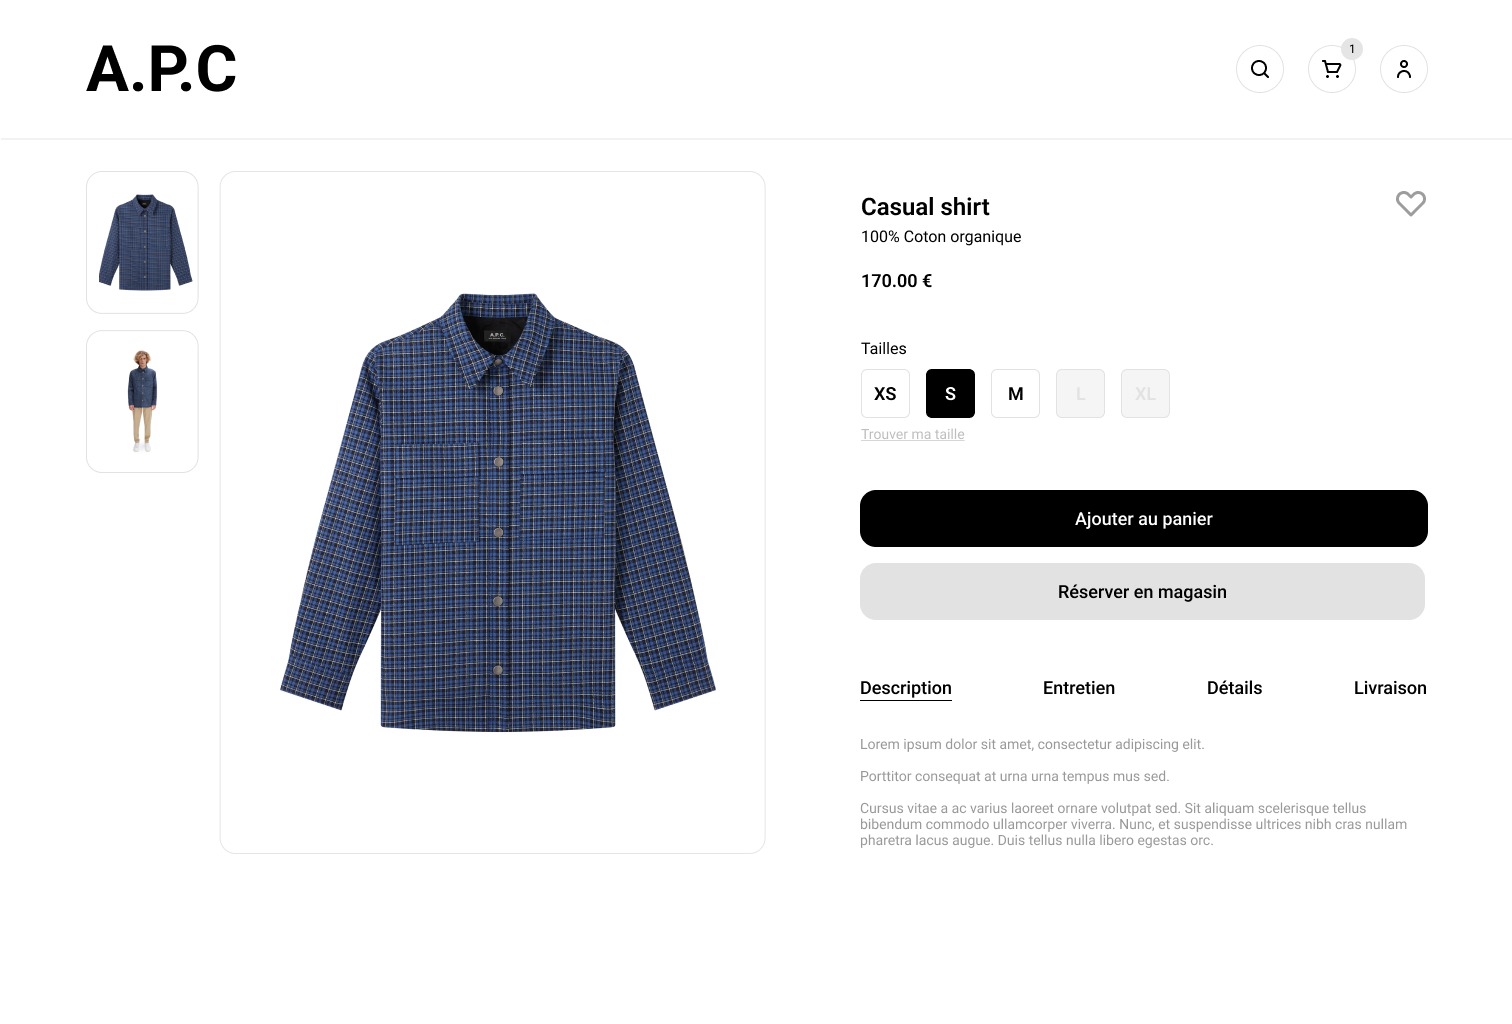 A.P.C
1
A.P.C.
Casual shirt
100% Coton organique
170.00 €
Tailles
XS S M L XL
Trouver ma taille
Ajouter au panier
Réserver en magasin
Description Entretien Détails Livraison
Lorem ipsum dolor sit amet, consectetur adipiscing elit.
Porttitor consequat at urna urna tempus mus sed.
Cursus vitae a ac varius laoreet ornare volutpat sed. Sit aliquam scelerisque tellus
bibendum commodo ullamcorper viverra. Nunc, et suspendisse ultrices nibh cras nullam
pharetra lacus augue. Duis tellus nulla libero egestas orc.